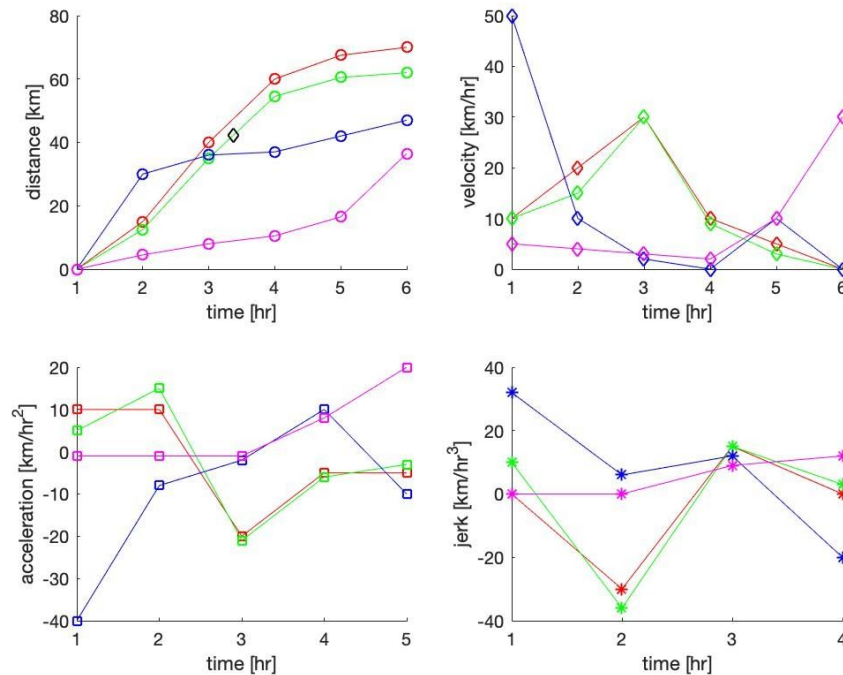 80
60
40
20
0
distance [km]
1 2 3 4 5 6
time [hr]
50
40
30
20
10
0
velocity [km/hr]
1 2 3 4 5 6
time [hr]
20
10
0
-10
-20
-30
-40
acceleration [km/hr²]
1 2 3 4 5
time [hr]
40
20
0
-20
-40
jerk [km/hr³]
1 2 3 4
time [hr]